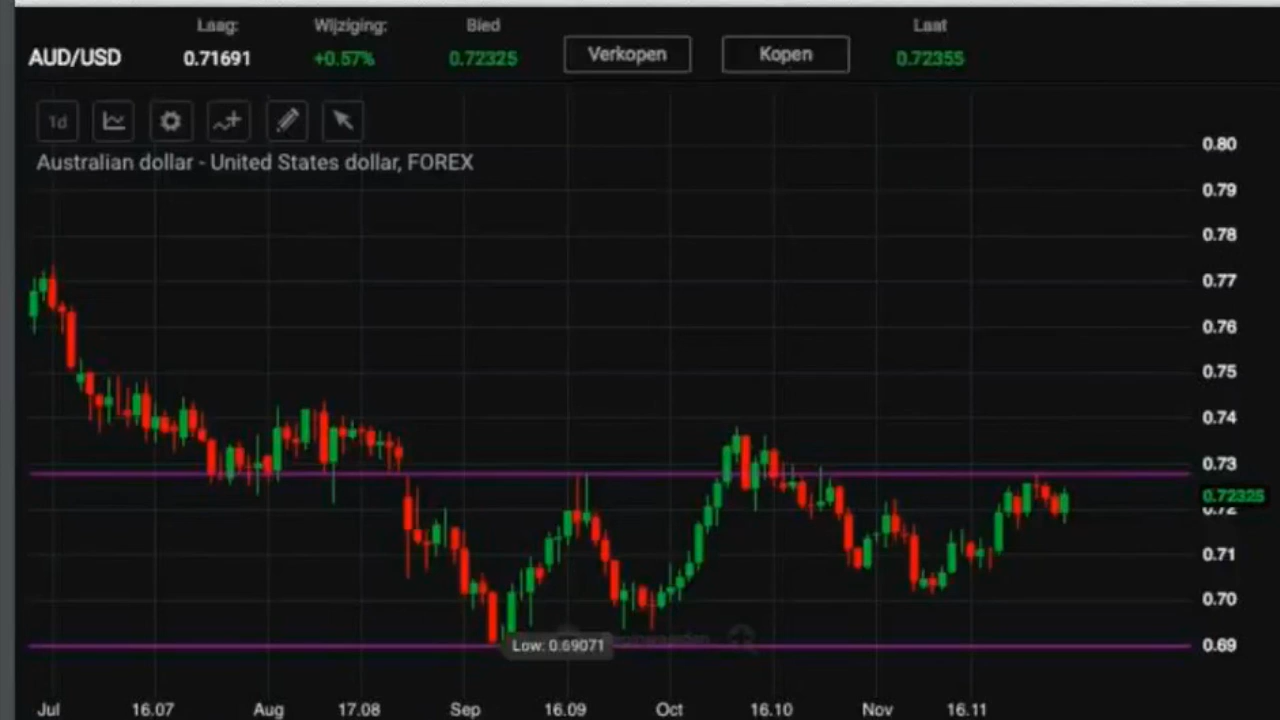 Laag: Wijziging: Bied Laat
AUD/USD 0.71691 +0.57% 0.72325 Verkopen Kopen 0.72355
1d
Australian dollar - United States dollar, FOREX
0.80
0.79
0.78
0.77
0.76
0.75
0.74
0.73
0.72325
0.72
0.71
0.70
0.69
Low: 0.69071
Jul 16.07 Aug 17.08 Sep 16.09 Oct 16.10 Nov 16.11